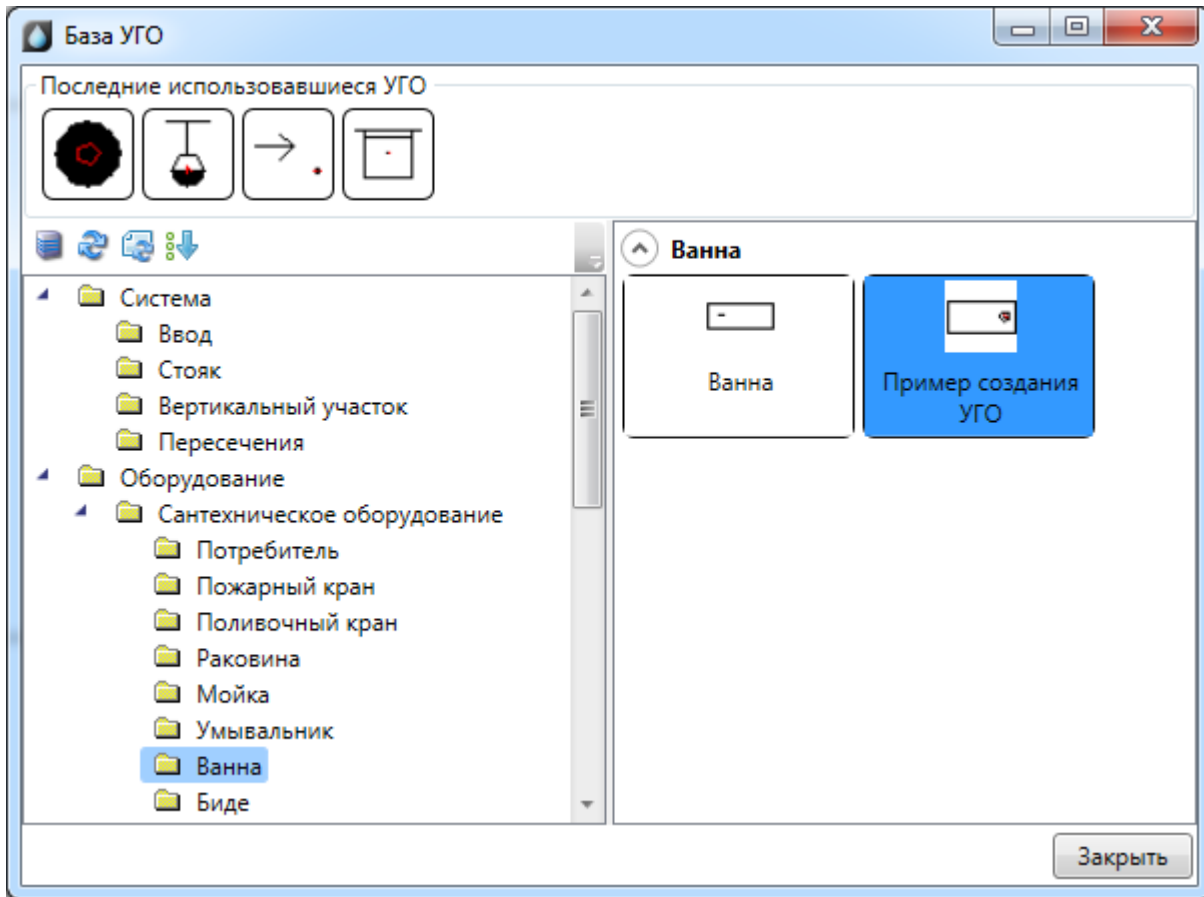 База УГО
Последние использовавшиеся УГО
Система
Ввод
Стояк
Вертикальный участок
Пересечения
Оборудование
Сантехническое оборудование
Потребитель
Пожарный кран
Поливочный кран
Раковина
Мойка
Умывальник
Ванна
Биде
Ванна
Ванна
Пример создания
УГО
Закрыть